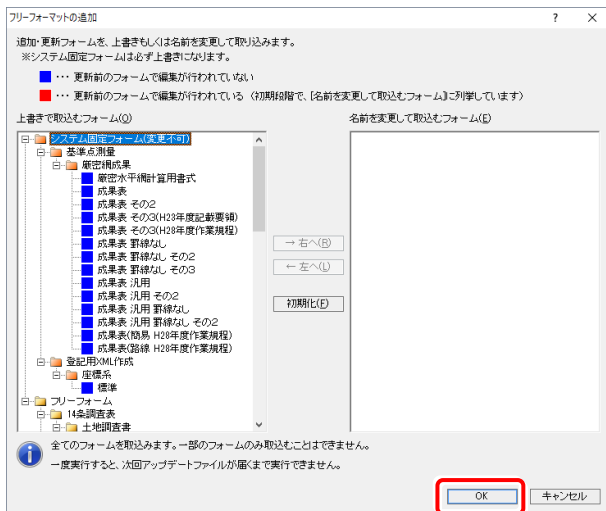 フリーフォーマットの追加
追加・更新フォームを、上書きもしくは名前を変更して取り込みます。
※システム固定フォームは必ず上書きになります。
・・・ 更新前のフォームで編集が行われていない
・・・ 更新前のフォームで編集が行われている (初期段階で、[名前を変更して取込むフォーム]に列挙しています)
上書きで取込むフォーム(O)
名前を変更して取込むフォーム(E)
システム固定フォーム(変更不可)
基準点測量
厳密網成果
厳密水平網計算用書式
成果表
成果表 その2
成果表 その3(H23年度記載要領)
成果表 その3(H28年度作業規程)
成果表 罫線なし
成果表 罫線なし その2
成果表 罫線なし その3
成果表 汎用
成果表 汎用 その2
成果表 汎用 罫線なし
成果表 汎用 罫線なし その2
成果表(簡易 H28年度作業規程)
成果表(路線 H28年度作業規程)
登記用XML作成
座標系
標準
フリーフォーム
14条調査表
土地調査書
→ 右へ(R)
← 左へ(L)
初期化(F)
全てのフォームを取込みます。一部のフォームのみ取込むことはできません。
一度実行すると、次回アップデートファイルが届くまで実行できません。
OK
キャンセル